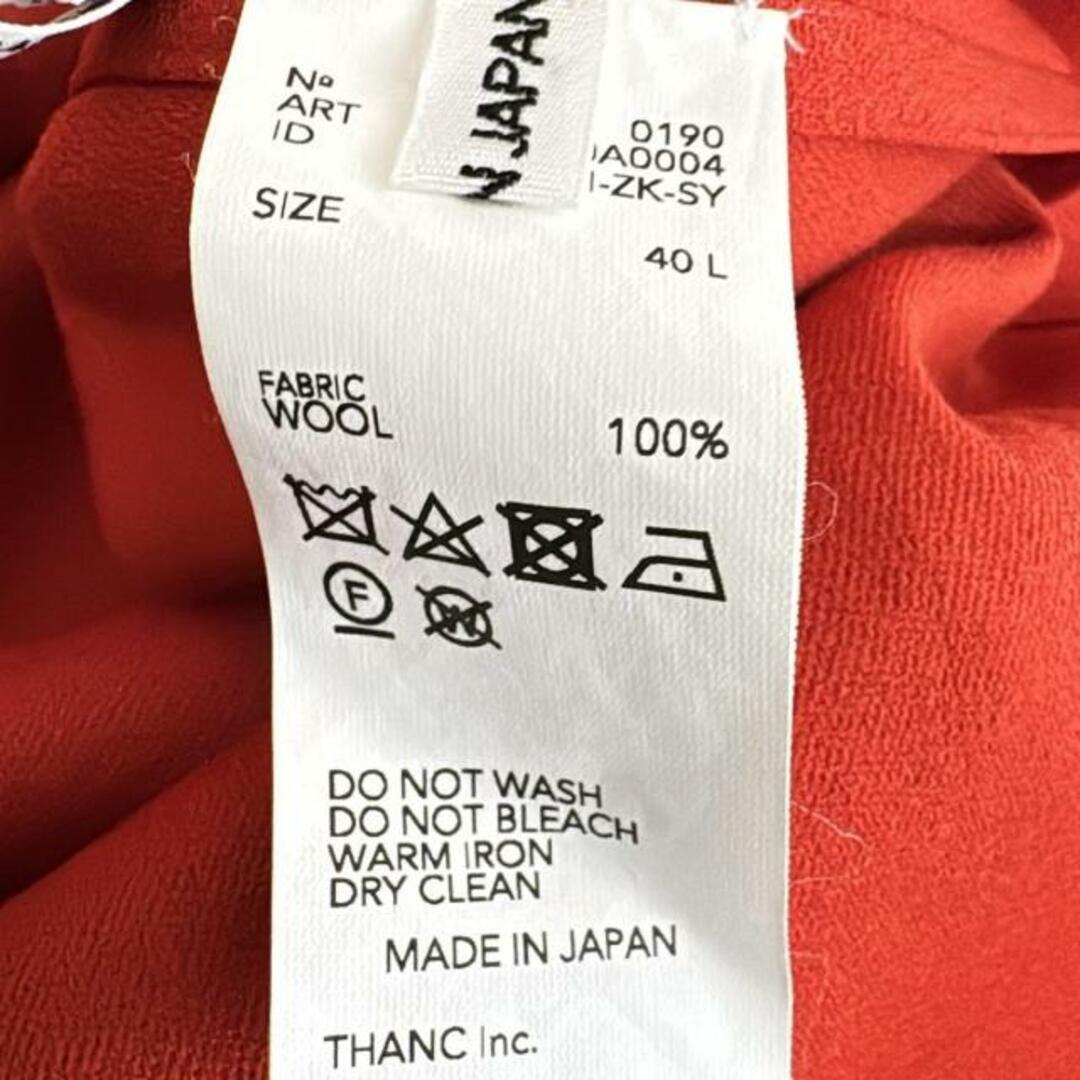 JAPAN
Nº 0190
ART A0004
ID -ZK-SY
SIZE 40 L
FABRIC
WOOL 100%
F
W
DO NOT WASH
DO NOT BLEACH
WARM IRON
DRY CLEAN
MADE IN JAPAN
THANC Inc.